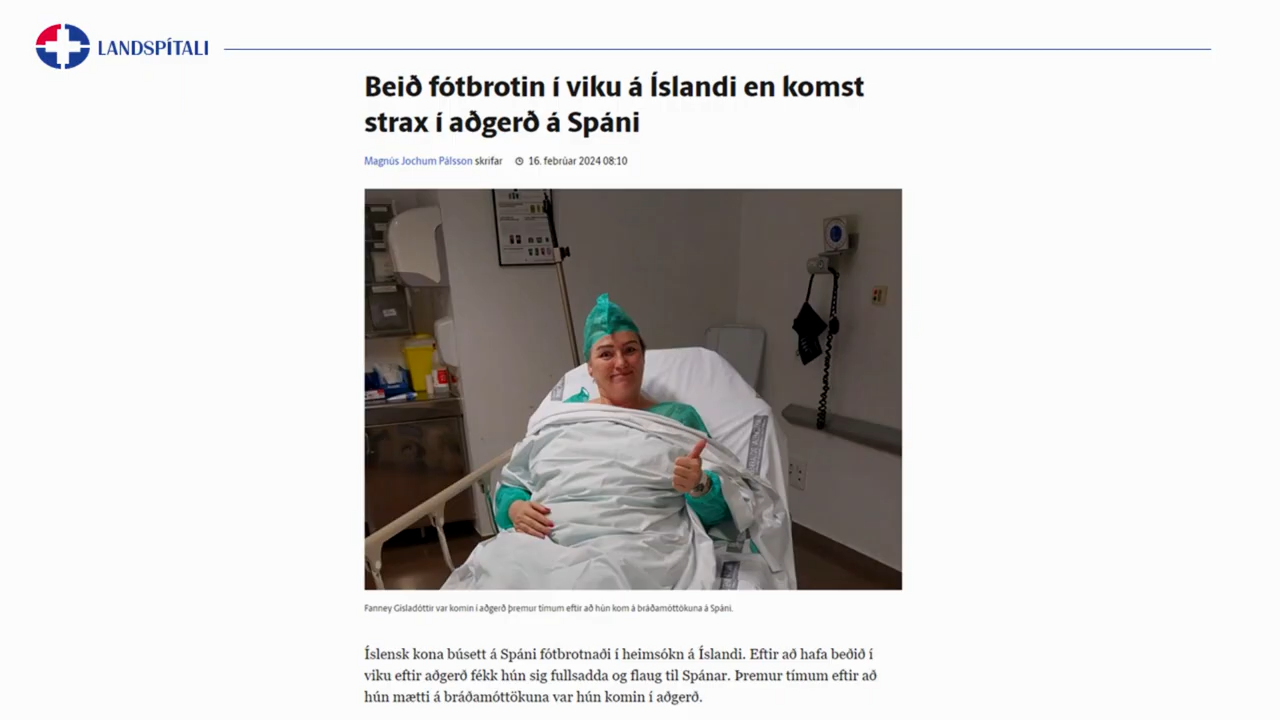 LANDSPÍTALI
Beið fótbrotin í viku á Íslandi en komst
strax í aðgerð á Spáni
Magnús Jochum Pálsson skrifar 16. febrúar 2024 08:10
Fanney Gísladóttir var komin í aðgerð þremur tímum eftir að hún kom á bráðamóttökuna á Spáni.
Íslensk kona búsett á Spáni fótbrotnaði í heimsókn á Íslandi. Eftir að hafa beðið í
viku eftir aðgerð fékk hún sig fullsadda og flaug til Spánar. Þremur tímum eftir að
hún mætti á bráðamóttökuna var hún komin í aðgerð.